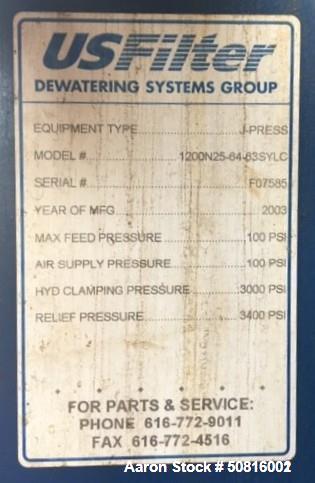 USFilter
DEWATERING SYSTEMS GROUP
EQUIPMENT TYPE J-PRESS
MODEL # 1200N25-64-63SYLC
SERIAL # F07585
YEAR OF MFG 2003
MAX FEED PRESSURE 100 PSI
AIR SUPPLY PRESSURE 100 PSI
HYD CLAMPING PRESSURE 3000 PSI
RELIEF PRESSURE 3400 PSI
FOR PARTS & SERVICE:
PHONE 616-772-9011
FAX 616-772-4516
Aaron Stock # 50816002